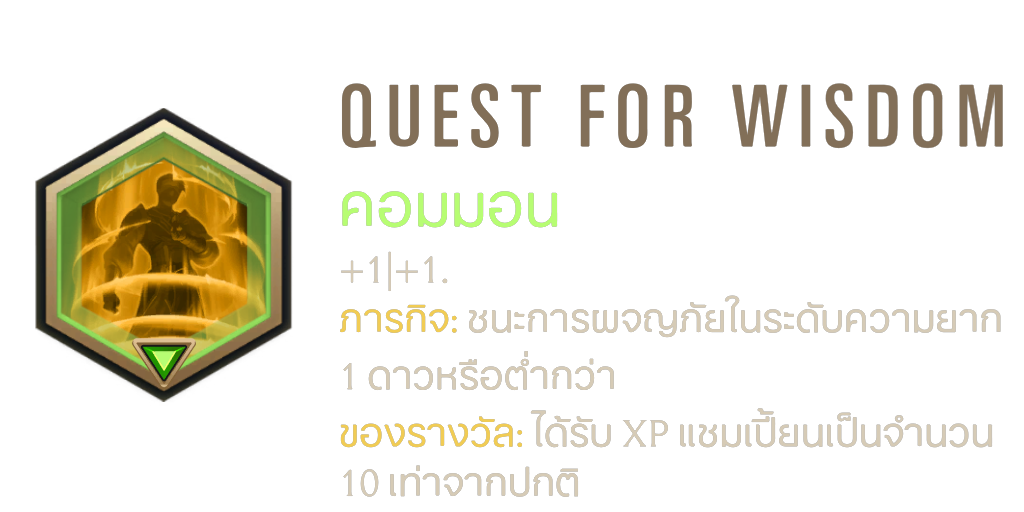 QUEST FOR WISDOM
คอมมอน
+1|+1.
ภารกิจ: ชนะการผจญภัยในระดับความยาก
1 ดาวหรือต่ำกว่า
ของรางวัล: ได้รับ XP แชมเปี้ยนเป็นจำนวน
10 เท่าจากปกติ